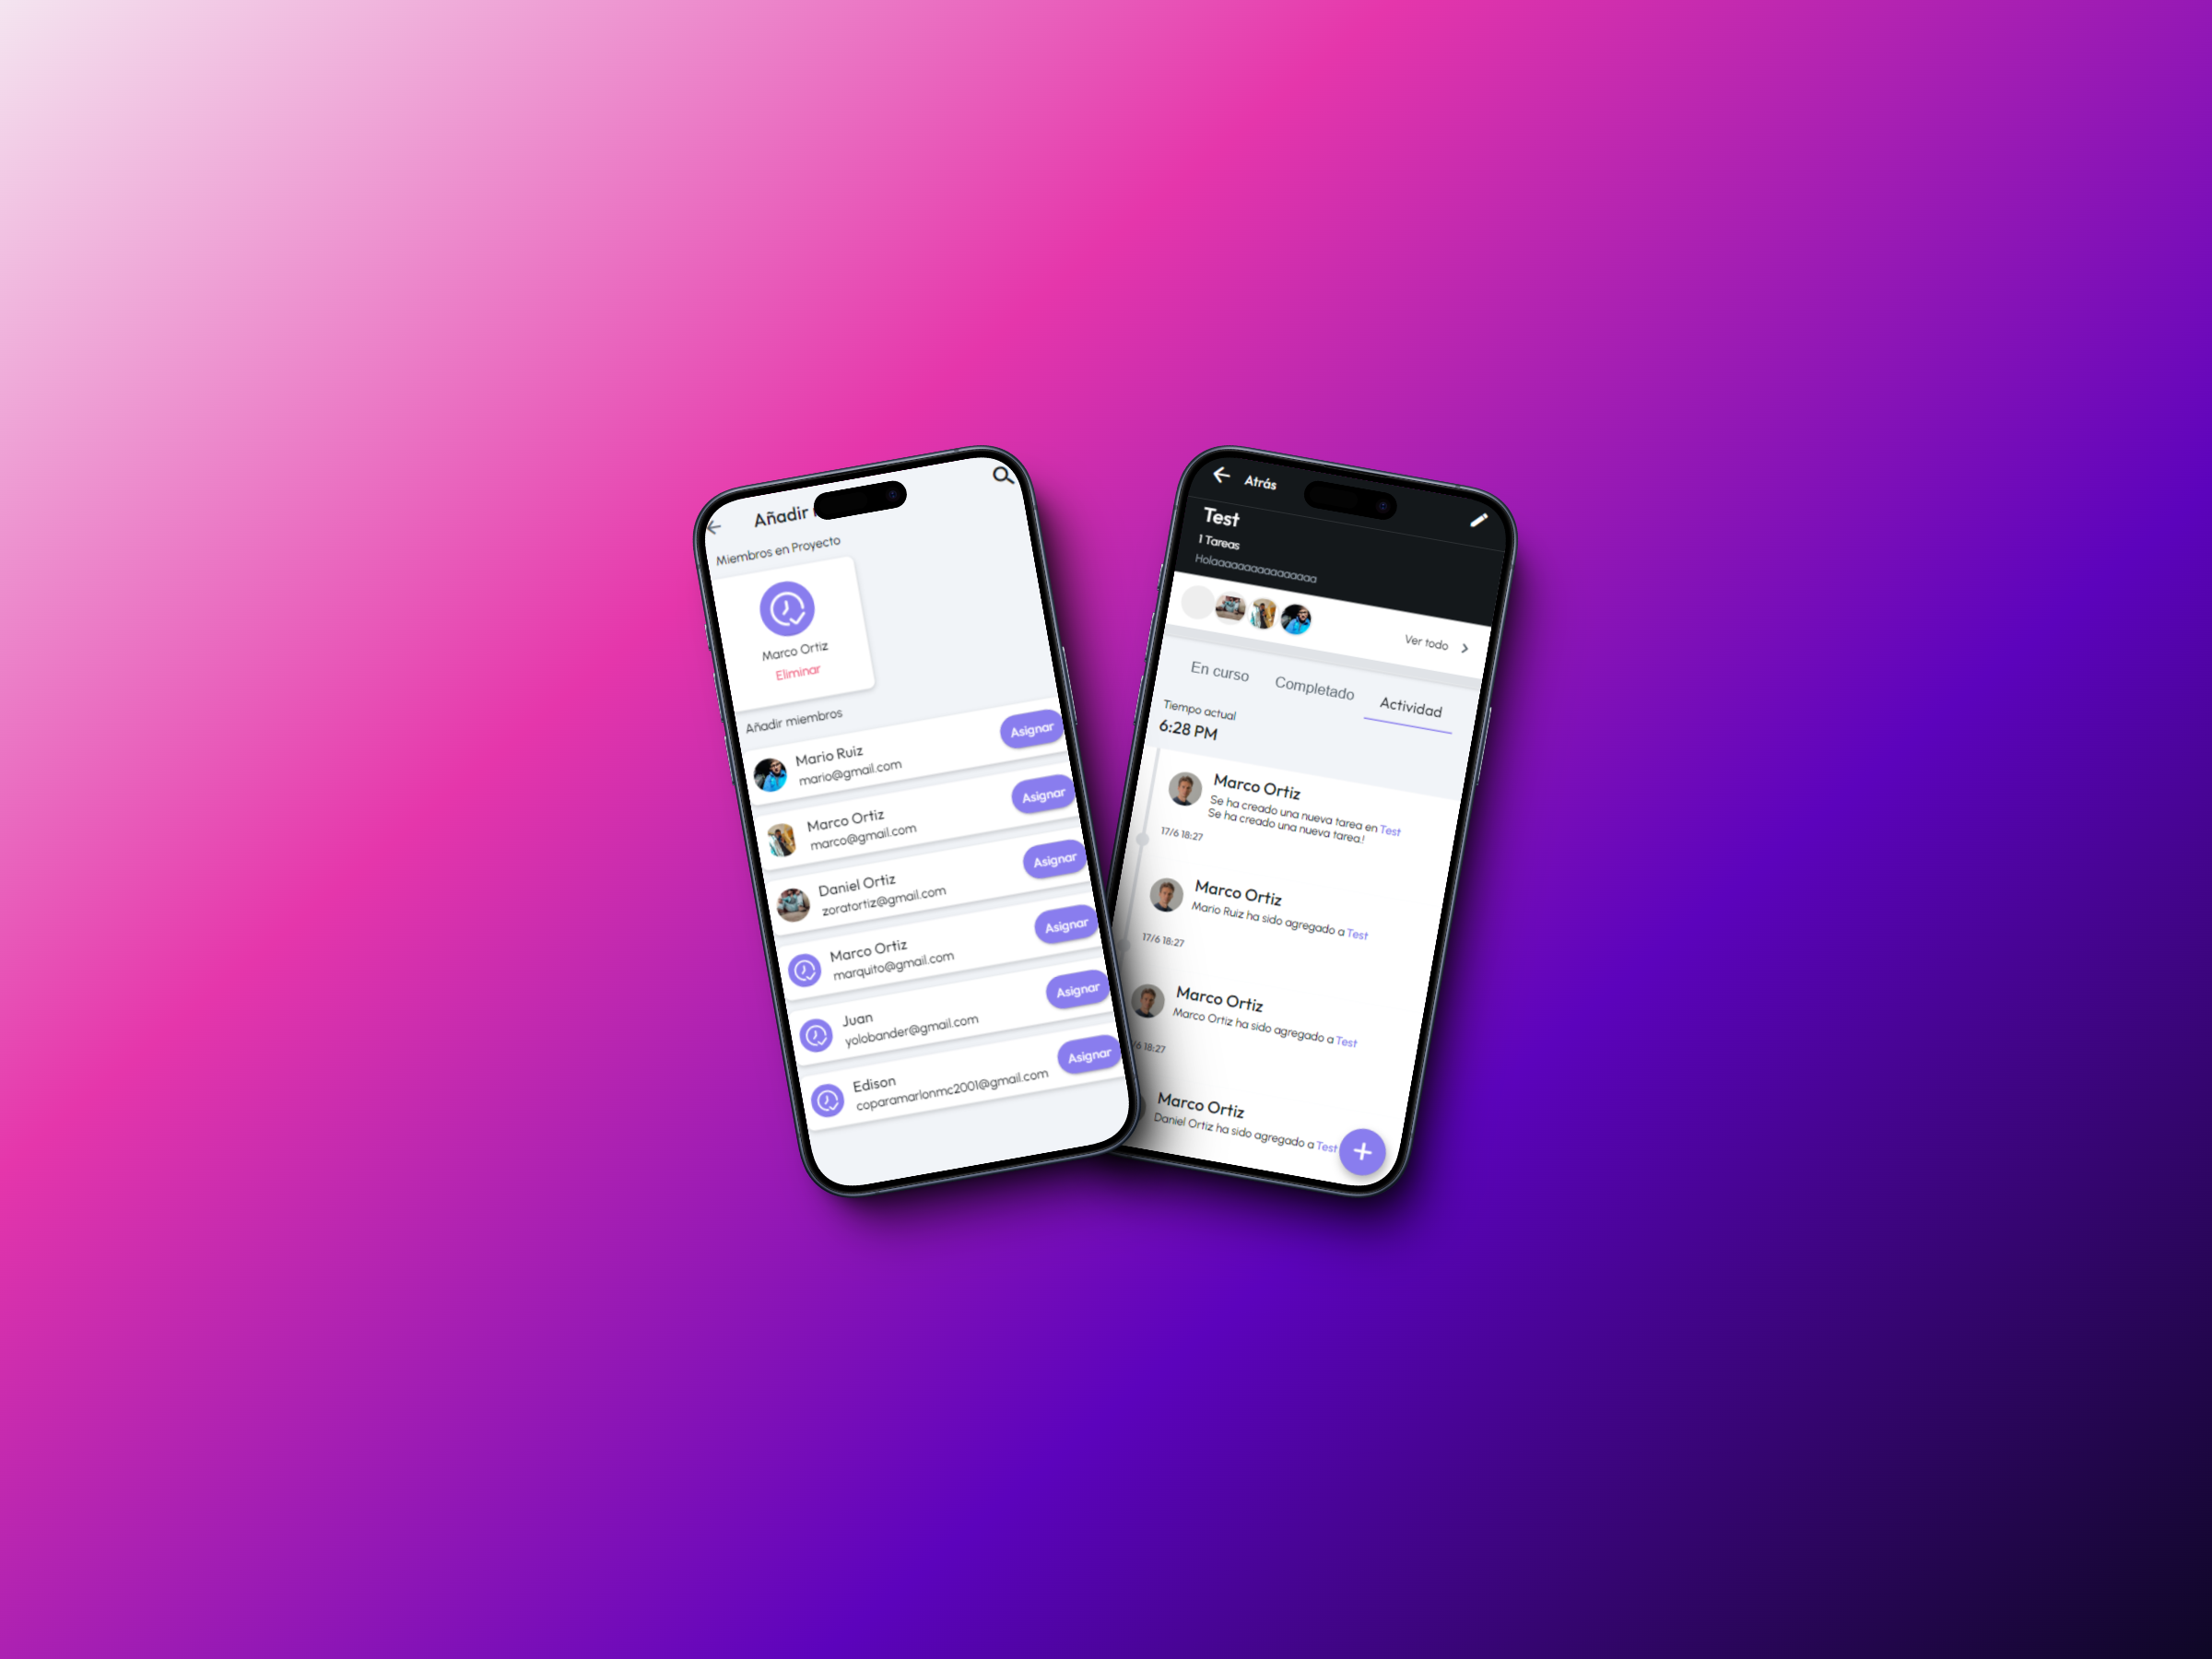 Añadir
Miembros en Proyecto
Marco Ortiz
Eliminar
Añadir miembros
Mario Ruiz
mario@gmail.com
Asignar
Marco Ortiz
marco@gmail.com
Asignar
Daniel Ortiz
zoratortiz@gmail.com
Asignar
Marco Ortiz
marquito@gmail.com
Asignar
Juan
yolobander@gmail.com
Asignar
Edison
coparamarlonmc2001@gmail.com
Asignar
Atrás
Test
1 Tareas
Holaaaaaaaaaaaaaaaa
Ver todo
En curso Completado Actividad
Tiempo actual
6:28 PM
Marco Ortiz
Se ha creado una nueva tarea en Test
Se ha creado una nueva tarea!
17/6 18:27
Marco Ortiz
Mario Ruiz ha sido agregado a Test
17/6 18:27
Marco Ortiz
Marco Ortiz ha sido agregado a Test
/6 18:27
Marco Ortiz
Daniel Ortiz ha sido agregado a Test